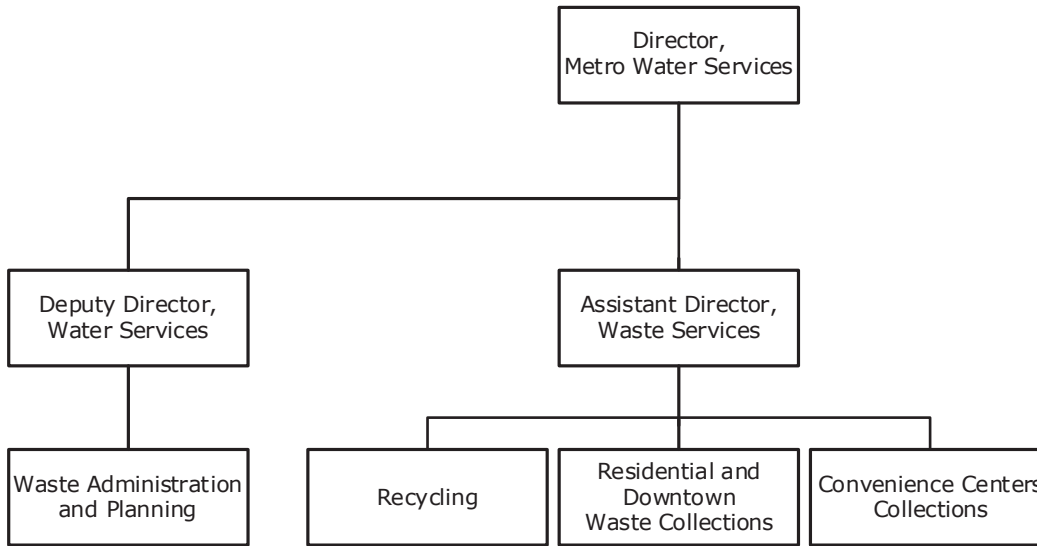 Director,
Metro Water Services
Deputy Director,
Water Services
Assistant Director,
Waste Services
Waste Administration
and Planning
Recycling
Residential and
Downtown
Waste Collections
Convenience Centers
Collections